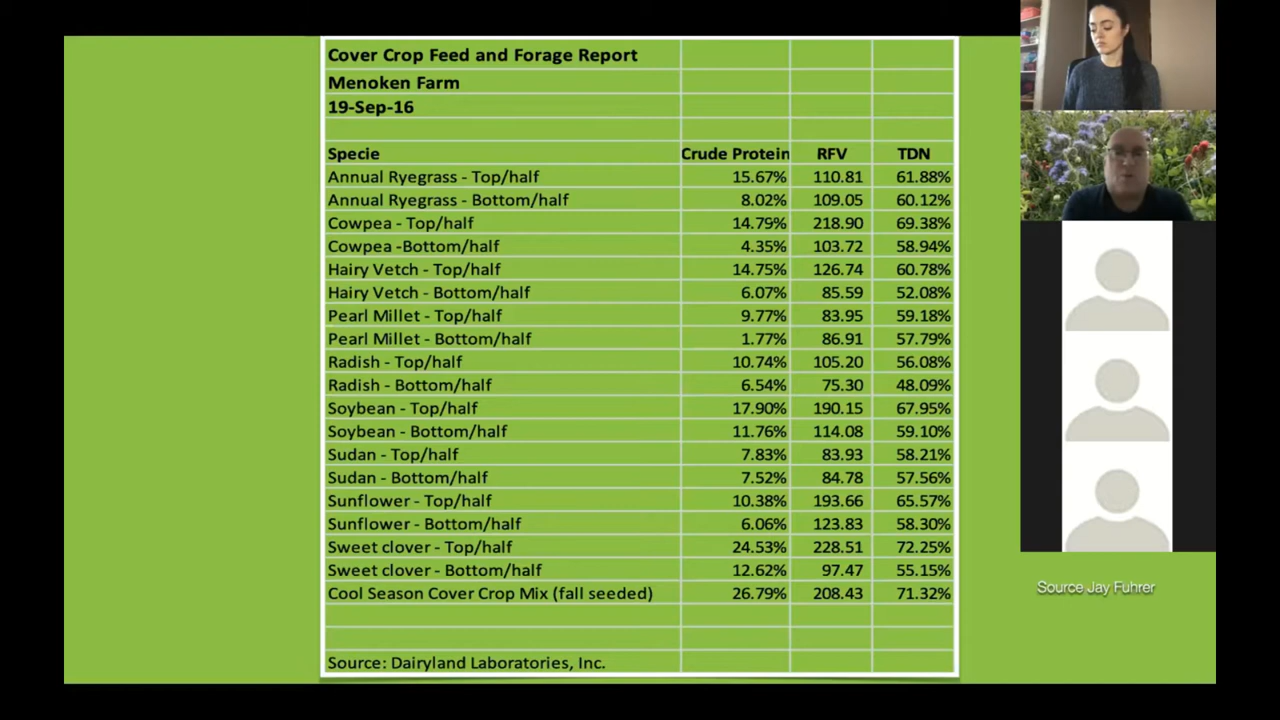 Cover Crop Feed and Forage Report
Menoken Farm
19-Sep-16
Specie Crude Protein RFV TDN
Annual Ryegrass - Top/half 15.67% 110.81 61.88%
Annual Ryegrass - Bottom/half 8.02% 109.05 60.12%
Cowpea - Top/half 14.79% 218.90 69.38%
Cowpea -Bottom/half 4.35% 103.72 58.94%
Hairy Vetch - Top/half 14.75% 126.74 60.78%
Hairy Vetch - Bottom/half 6.07% 85.59 52.08%
Pearl Millet - Top/half 9.77% 83.95 59.18%
Pearl Millet - Bottom/half 1.77% 86.91 57.79%
Radish - Top/half 10.74% 105.20 56.08%
Radish - Bottom/half 6.54% 75.30 48.09%
Soybean - Top/half 17.90% 190.15 67.95%
Soybean - Bottom/half 11.76% 114.08 59.10%
Sudan - Top/half 7.83% 83.93 58.21%
Sudan - Bottom/half 7.52% 84.78 57.56%
Sunflower - Top/half 10.38% 193.66 65.57%
Sunflower - Bottom/half 6.06% 123.83 58.30%
Sweet clover - Top/half 24.53% 228.51 72.25%
Sweet clover - Bottom/half 12.62% 97.47 55.15%
Cool Season Cover Crop Mix (fall seeded) 26.79% 208.43 71.32%
Source: Dairyland Laboratories, Inc.
Source Jay Fuhrer